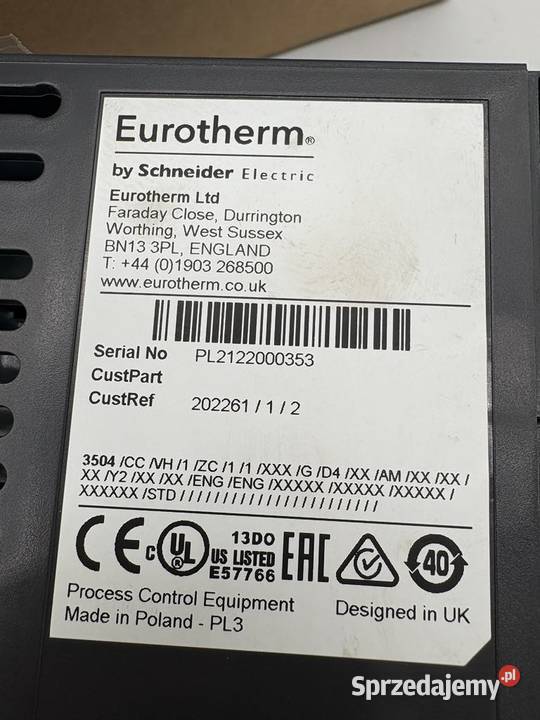 Eurotherm®
by Schneider Electric
Eurotherm Ltd
Faraday Close, Durrington
Worthing, West Sussex
BN13 3PL, ENGLAND
T: +44 (0)1903 268500
www.eurotherm.co.uk
Serial No PL2122000353
CustPart
CustRef 202261 / 1 / 2
3504 /CC /VH /1 /ZC /1 /1 /XXX /G /D4 /XX /AM /XX /XX /
XX /Y2 /XX /XX /ENG /ENG /XXXXX /XXXXX /XXXXX /
XXXXXX /STD / / / / / / / / / / / / / / / / / / / / / / /
CE c UL® US LISTED 13DO E57766 EAC 40
Process Control Equipment
Designed in UK
Made in Poland - PL3
Sprzedajemy.pl